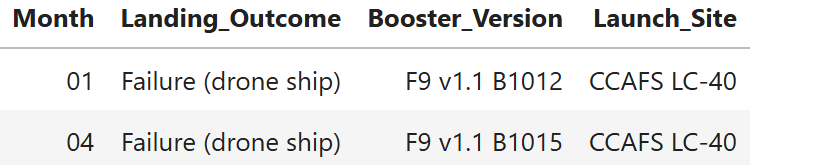 Month Landing_Outcome Booster_Version Launch_Site
01 Failure (drone ship) F9 v1.1 B1012 CCAFS LC-40
04 Failure (drone ship) F9 v1.1 B1015 CCAFS LC-40